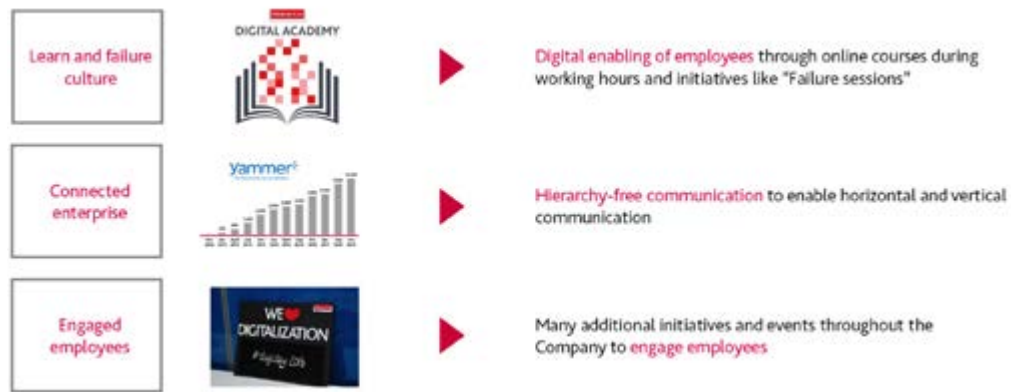 Learn and failure
culture
DIGITAL ACADEMY
Digital enabling of employees through online courses during
working hours and initiatives like "Failure sessions"
Connected
enterprise
yammer
Hierarchy-free communication to enable horizontal and vertical
communication
Engaged
employees
WE
DIGITALIZATION
Many additional initiatives and events throughout the
Company to engage employees